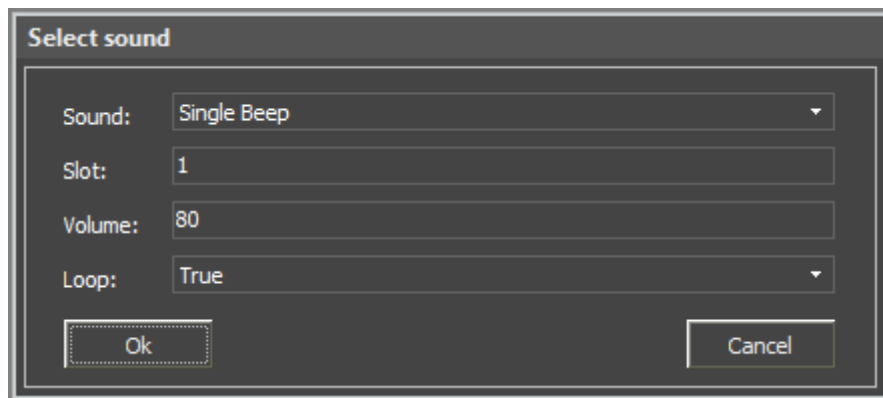 Select sound
Sound: Single Beep
Slot: 1
Volume: 80
Loop: True
Ok Cancel